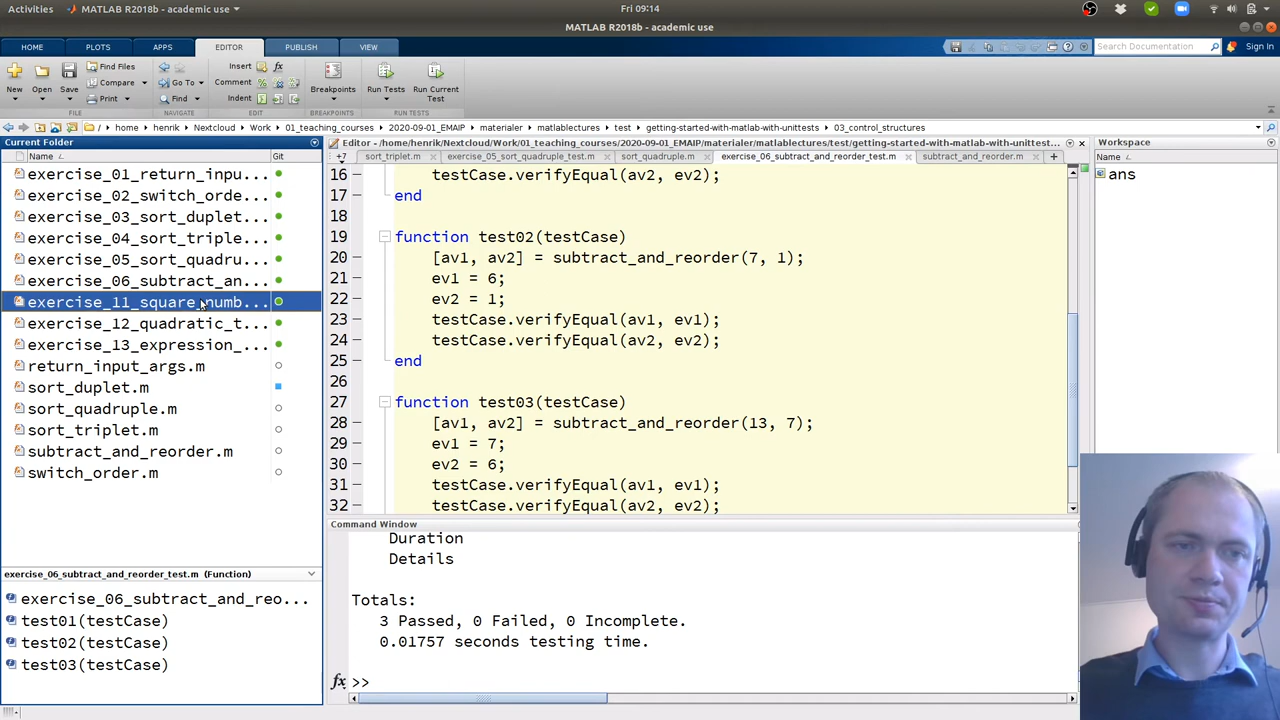 Activities MATLAB R2018b - academic use Fri 09:14
MATLAB R2018b - academic use
HOME PLOTS APPS EDITOR PUBLISH VIEW Search Documentation Sign In
New Open Save Find Files Compare Print Go To Find Insert Comment Indent fx Breakpoints Run Tests Run Current Test
FILE NAVIGATE EDIT BREAKPOINTS RUN TESTS
/ home henrik Nextcloud Work 01_teaching_courses 2020-09-01_EMAIP materialer matlablectures test getting-started-with-matlab-with-unittests 03_control_structures
Current Folder
Name Git
exercise_01_return_inpu...
exercise_02_switch_orde...
exercise_03_sort_duplet...
exercise_04_sort_triple...
exercise_05_sort_quadru...
exercise_06_subtract_an...
exercise_11_square_numb...
exercise_12_quadratic_t...
exercise_13_expression_...
return_input_args.m
sort_duplet.m
sort_quadruple.m
sort_triplet.m
subtract_and_reorder.m
switch_order.m
exercise_06_subtract_and_reorder_test.m (Function)
exercise_06_subtract_and_reo...
test01(testCase)
test02(testCase)
test03(testCase)
Editor - /home/henrik/Nextcloud/Work/01_teaching_courses/2020-09-01_EMAIP/materialer/matlablectures/test/getting-started-with-matlab-with-unittest...
+7 sort_triplet.m exercise_05_sort_quadruple_test.m sort_quadruple.m exercise_06_subtract_and_reorder_test.m subtract_and_reorder.m
16 testCase.verifyEqual(av2, ev2);
17 end
18
19 function test02(testCase)
20 [av1, av2] = subtract_and_reorder(7, 1);
21 ev1 = 6;
22 ev2 = 1;
23 testCase.verifyEqual(av1, ev1);
24 testCase.verifyEqual(av2, ev2);
25 end
26
27 function test03(testCase)
28 [av1, av2] = subtract_and_reorder(13, 7);
29 ev1 = 7;
30 ev2 = 6;
31 testCase.verifyEqual(av1, ev1);
32 testCase.verifyEqual(av2, ev2);
Command Window
Duration
Details
Totals:
3 Passed, 0 Failed, 0 Incomplete.
0.01757 seconds testing time.
fx >>
Workspace
Name
ans